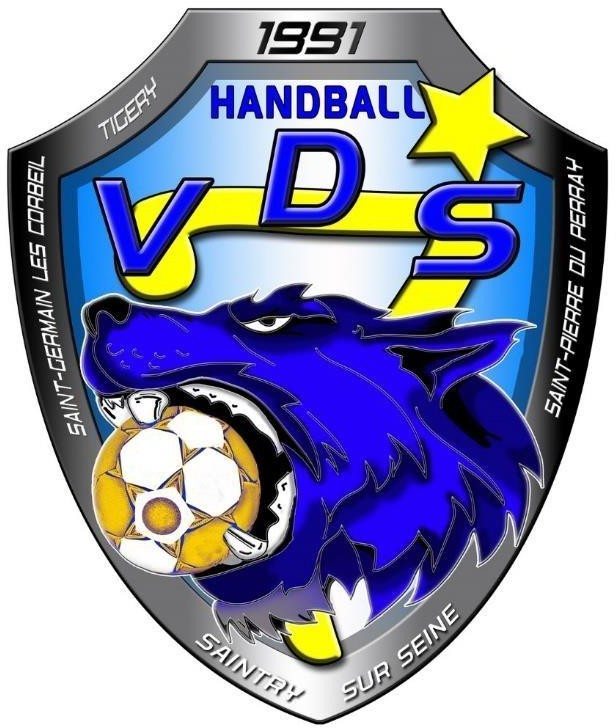 1991
TIGERY
HANDBALL
VDS
SAINT-GERMAIN LES CORBEIL
SAINT-PIERRE DU PERRAY
SAINTRY SUR SEINE